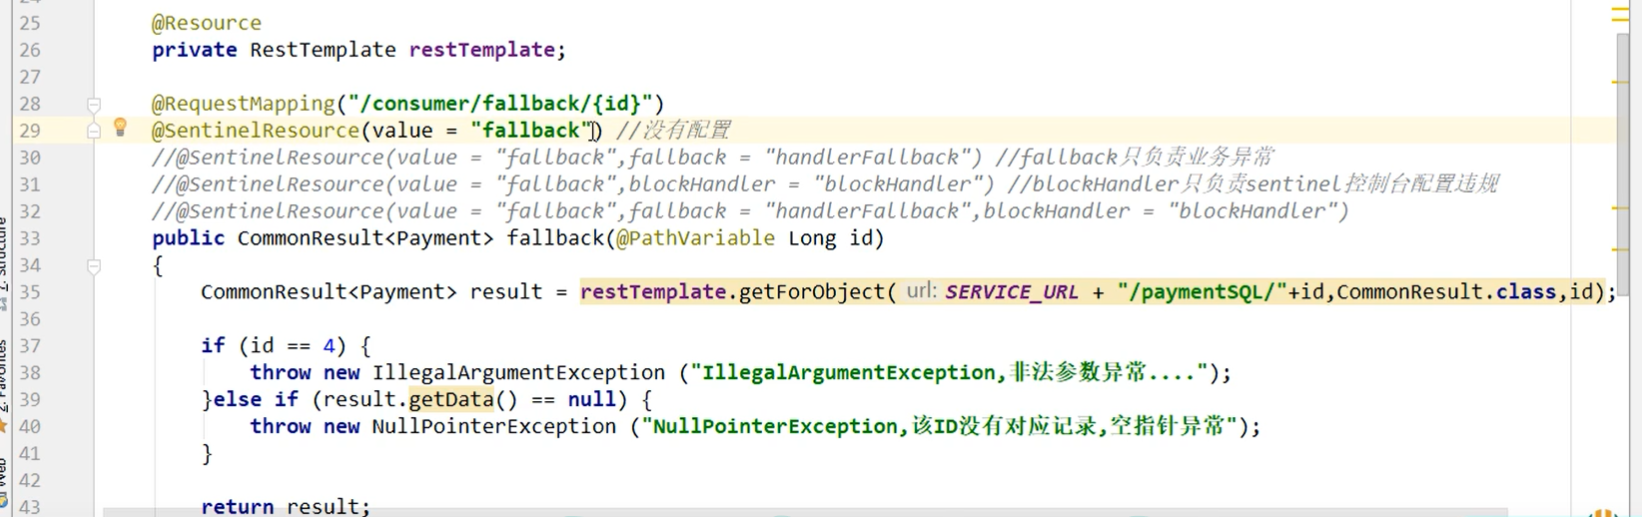 25 @Resource
26 private RestTemplate restTemplate;
27
28 @RequestMapping("/consumer/fallback/{id}")
29 @SentinelResource(value = "fallback") //没有配置
30 //@SentinelResource(value = "fallback",fallback = "handlerFallback") //fallback只负责业务异常
31 //@SentinelResource(value = "fallback",blockHandler = "blockHandler") //blockHandler只负责sentinel控制台配置违规
32 //@SentinelResource(value = "fallback",fallback = "handlerFallback",blockHandler = "blockHandler")
33 public CommonResult<Payment> fallback(@PathVariable Long id)
34 {
35 CommonResult<Payment> result = restTemplate.getForObject( url: SERVICE_URL + "/paymentSQL/"+id,CommonResult.class,id);
36
37 if (id == 4) {
38 throw new IllegalArgumentException ("IllegalArgumentException,非法参数异常....");
39 }else if (result.getData() == null) {
40 throw new NullPointerException ("NullPointerException,该ID没有对应记录,空指针异常");
41 }
42
43 return result;
Structure
2: Favorites
Web